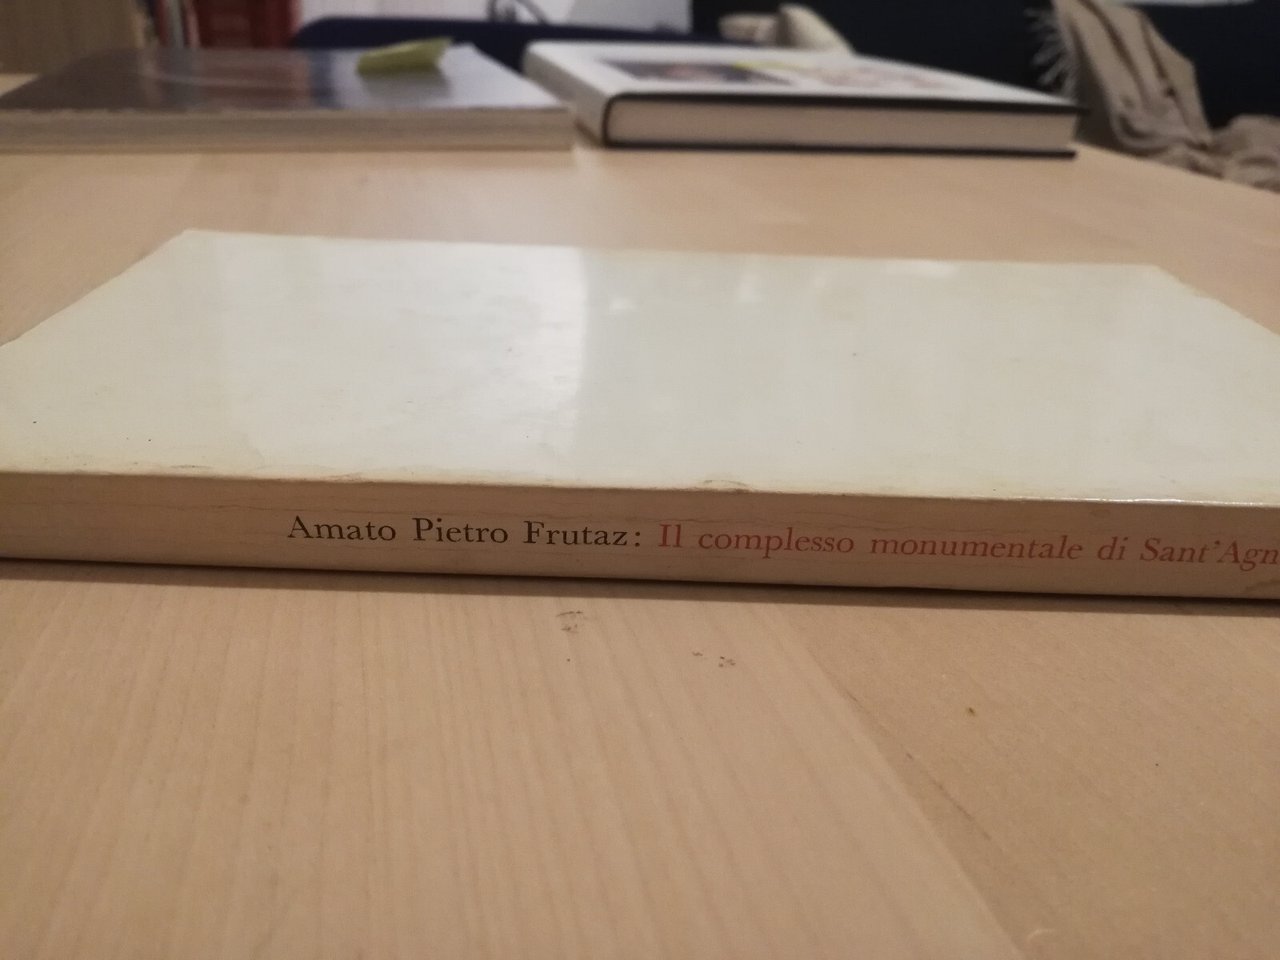 Amato Pietro Frutaz: Il complesso monumentale di Sant'Agn